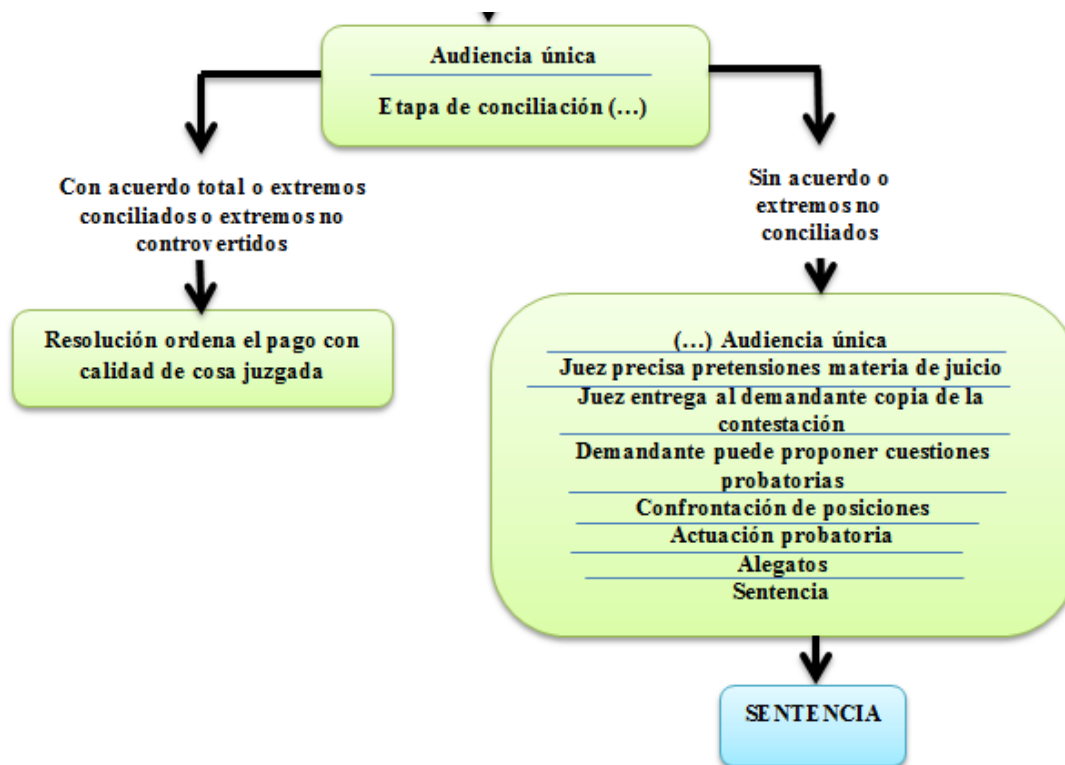 Audiencia única
Etapa de conciliación (...)
Con acuerdo total o extremos
conciliados o extremos no
controvertidos
Sin acuerdo o
extremos no
conciliados
Resolución ordena el pago con
calidad de cosa juzgada
(...) Audiencia única
Juez precisa pretensiones materia de juicio
Juez entrega al demandante copia de la
contestación
Demandante puede proponer cuestiones
probatorias
Confrontación de posiciones
Actuación probatoria
Alegatos
Sentencia
SENTENCIA